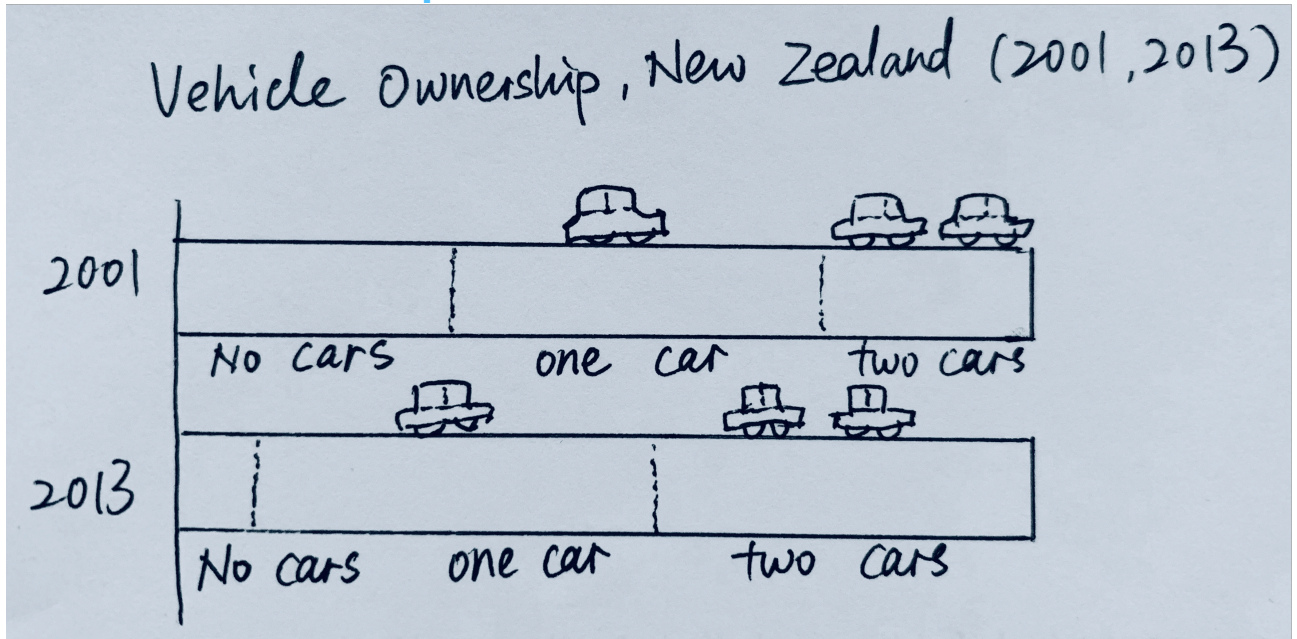 Vehicle Ownership, New Zealand (2001, 2013)
2001
No cars one car two cars
2013
No cars one car two cars